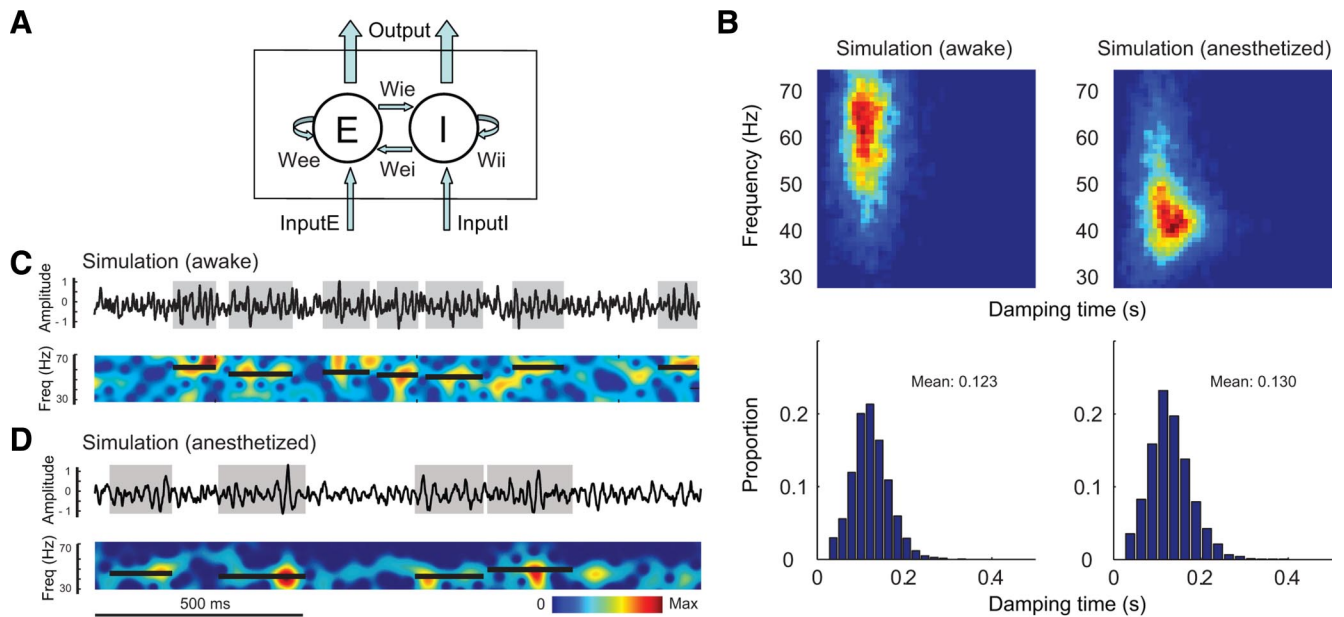 A
Output
Wie
E
I
Wee
Wei
Wii
InputE
InputI
B
Simulation (awake)
Simulation (anesthetized)
Frequency (Hz)
70
60
50
40
30
70
60
50
40
30
Damping time (s)
Mean: 0.123
Mean: 0.130
Proportion
0.2
0.1
0
0.2
0.1
0
0
0.2
0.4
0
0.2
0.4
Damping time (s)
C
Simulation (awake)
Amplitude
1
0
- 1
Freq (Hz)
70
30
D
Simulation (anesthetized)
Amplitude
1
0
- 1
Freq (Hz)
70
30
500 ms
0
Max